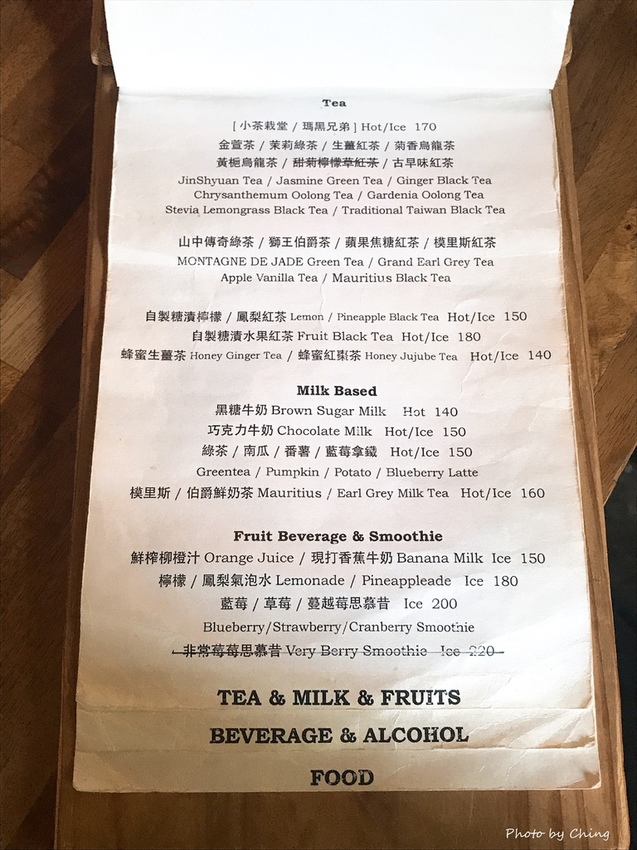 Tea
[ 小茶栽堂 / 瑪黑兄弟 ] Hot/Ice 170
金萱茶 / 茉莉綠茶 / 生薑紅茶 / 菊香烏龍茶
黃梔烏龍茶 / 甜菊檸檬草紅茶 / 古早味紅茶
JinShyuan Tea / Jasmine Green Tea / Ginger Black Tea
Chrysanthemum Oolong Tea / Gardenia Oolong Tea
Stevia Lemongrass Black Tea / Traditional Taiwan Black Tea
山中傳奇綠茶 / 獅王伯爵茶 / 蘋果焦糖紅茶 / 模里斯紅茶
MONTAGNE DE JADE Green Tea / Grand Earl Grey Tea
Apple Vanilla Tea / Mauritius Black Tea
自製糖漬檸檬 / 鳳梨紅茶 Lemon / Pineapple Black Tea Hot/Ice 150
自製糖漬水果紅茶 Fruit Black Tea Hot/Ice 180
蜂蜜生薑茶 Honey Ginger Tea / 蜂蜜紅棗茶 Honey Jujube Tea Hot/Ice 140
Milk Based
黑糖牛奶 Brown Sugar Milk Hot 140
巧克力牛奶 Chocolate Milk Hot/Ice 150
綠茶 / 南瓜 / 番薯 / 藍莓拿鐵 Hot/Ice 150
Greentea / Pumpkin / Potato / Blueberry Latte
模里斯 / 伯爵鮮奶茶 Mauritius / Earl Grey Milk Tea Hot/Ice 160
Fruit Beverage & Smoothie
鮮榨柳橙汁 Orange Juice / 現打香蕉牛奶 Banana Milk Ice 150
檸檬 / 鳳梨氣泡水 Lemonade / Pineappleade Ice 180
藍莓 / 草莓 / 蔓越莓思慕昔 Ice 200
Blueberry/Strawberry/Cranberry Smoothie
非常莓莓思慕昔 Very Berry Smoothie Ice 220
TEA & MILK & FRUITS
BEVERAGE & ALCOHOL
FOOD
Photo by Ching